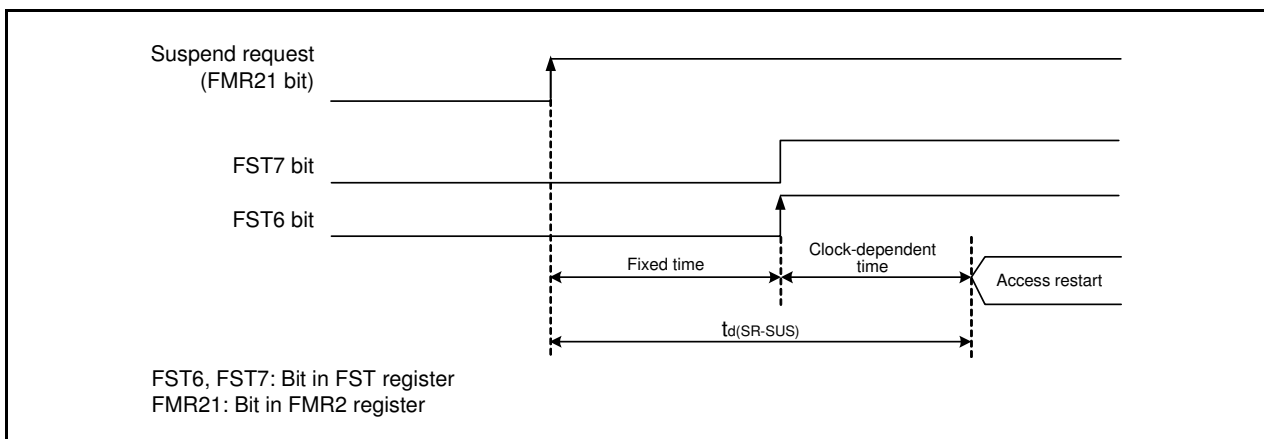 Suspend request
(FMR21 bit)
FST7 bit
FST6 bit
Fixed time
Clock-dependent
time
Access restart
td(SR-SUS)
FST6, FST7: Bit in FST register
FMR21: Bit in FMR2 register